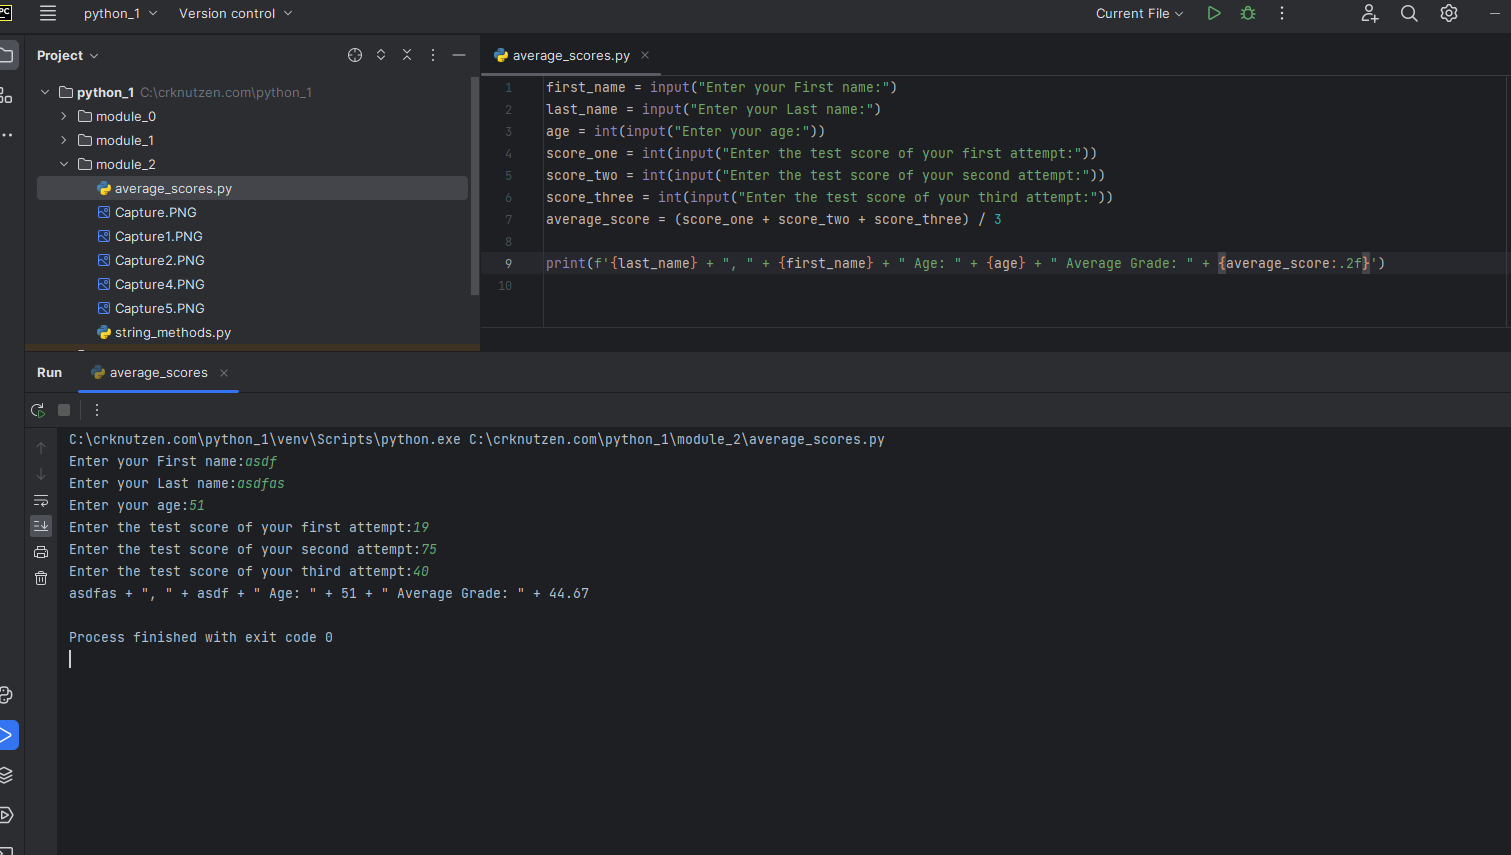 PC python_1 Version control Current File
Project
average_scores.py
python_1 C:\crknutzen.com\python_1
module_0
module_1
module_2
average_scores.py
Capture.PNG
Capture1.PNG
Capture2.PNG
Capture4.PNG
Capture5.PNG
string_methods.py
1 first_name = input("Enter your First name:")
2 last_name = input("Enter your Last name:")
3 age = int(input("Enter your age:"))
4 score_one = int(input("Enter the test score of your first attempt:"))
5 score_two = int(input("Enter the test score of your second attempt:"))
6 score_three = int(input("Enter the test score of your third attempt:"))
7 average_score = (score_one + score_two + score_three) / 3
8
9 print(f'{last_name} + ", " + {first_name} + " Age: " + {age} + " Average Grade: " + {average_score:.2f}')
10
Run average_scores
C:\crknutzen.com\python_1\venv\Scripts\python.exe C:\crknutzen.com\python_1\module_2\average_scores.py
Enter your First name:asdf
Enter your Last name:asdfas
Enter your age:51
Enter the test score of your first attempt:19
Enter the test score of your second attempt:75
Enter the test score of your third attempt:40
asdfas + ", " + asdf + " Age: " + 51 + " Average Grade: " + 44.67
Process finished with exit code 0